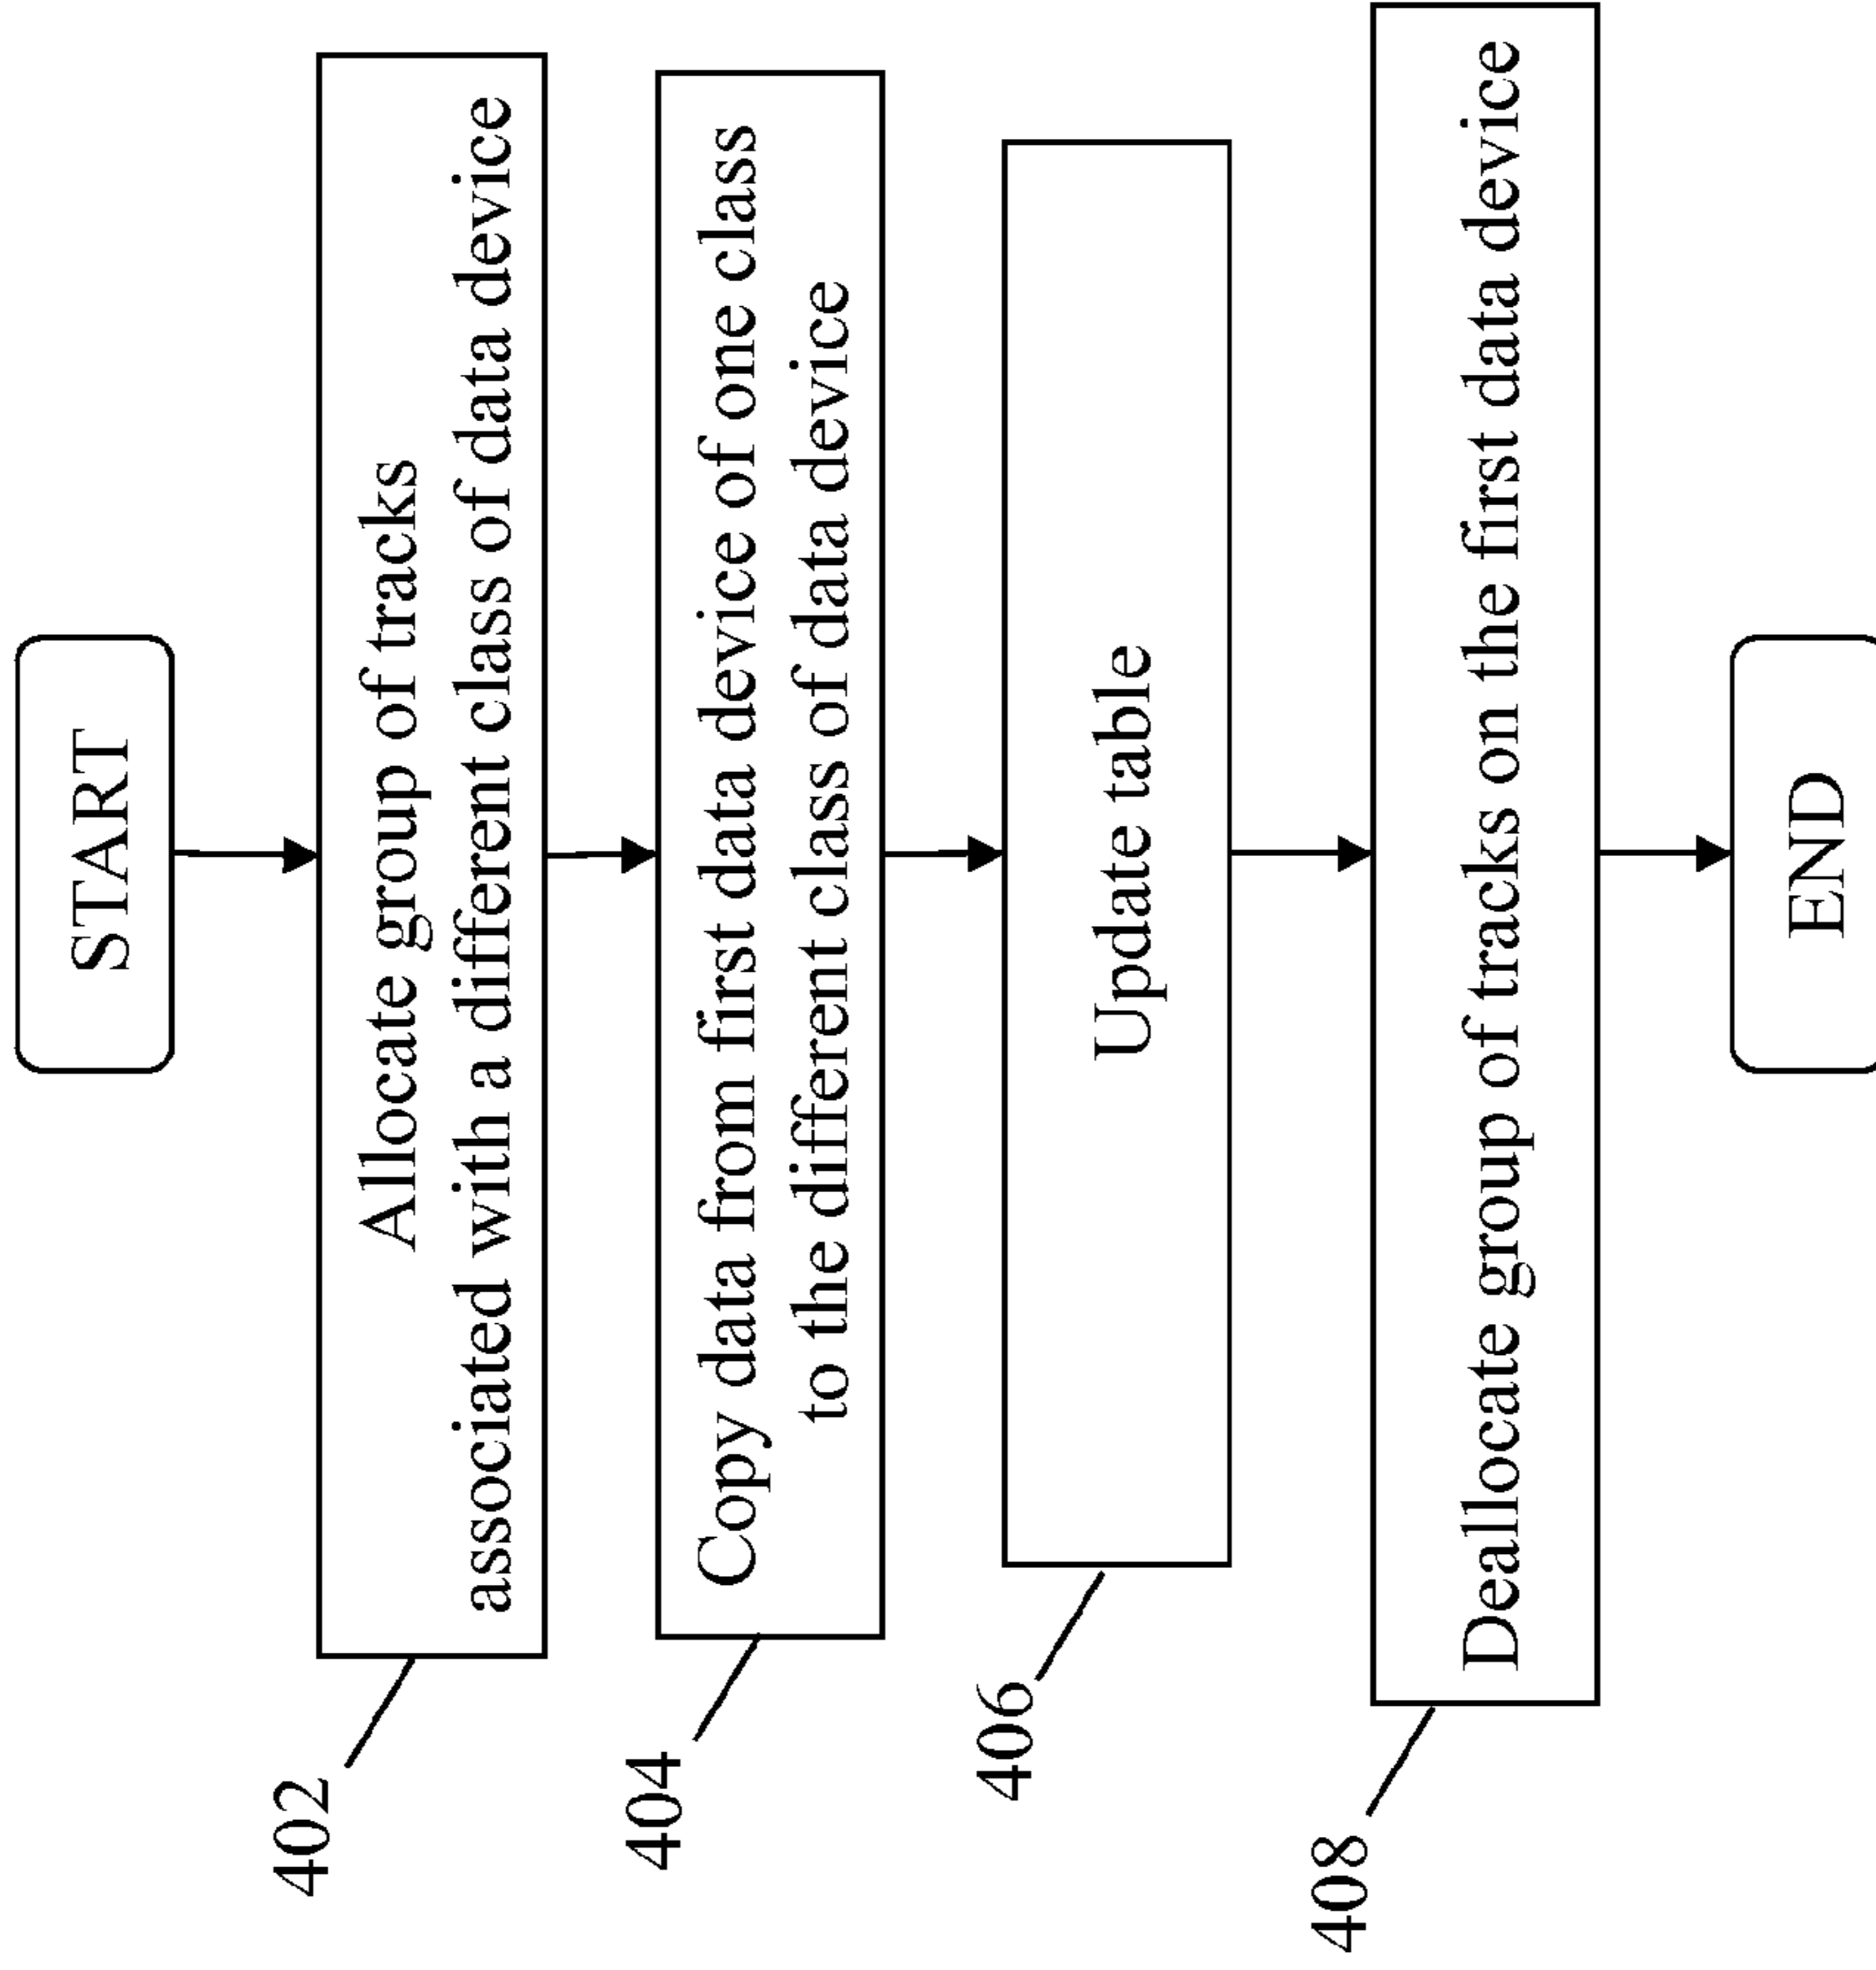 START
402
Allocate group of tracks
associated with a different class of data device
404
Copy data from first data device of one class
to the different class of data device
406
Update table
408
Deallocate group of tracks on the first data device
END